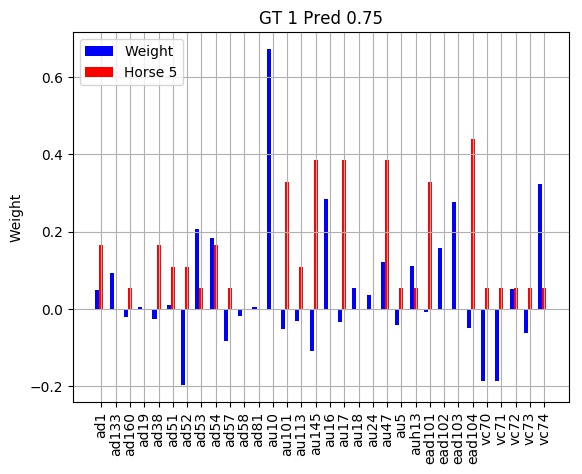 GT 1 Pred 0.75
Weight
Horse 5
Weight
0.6
0.4
0.2
0.0
−0.2
ad1
ad133
ad160
ad19
ad38
ad51
ad52
ad53
ad54
ad57
ad58
ad81
au10
au101
au113
au145
au16
au17
au18
au24
au47
au5
auh13
ead101
ead102
ead103
ead104
vc70
vc71
vc72
vc73
vc74